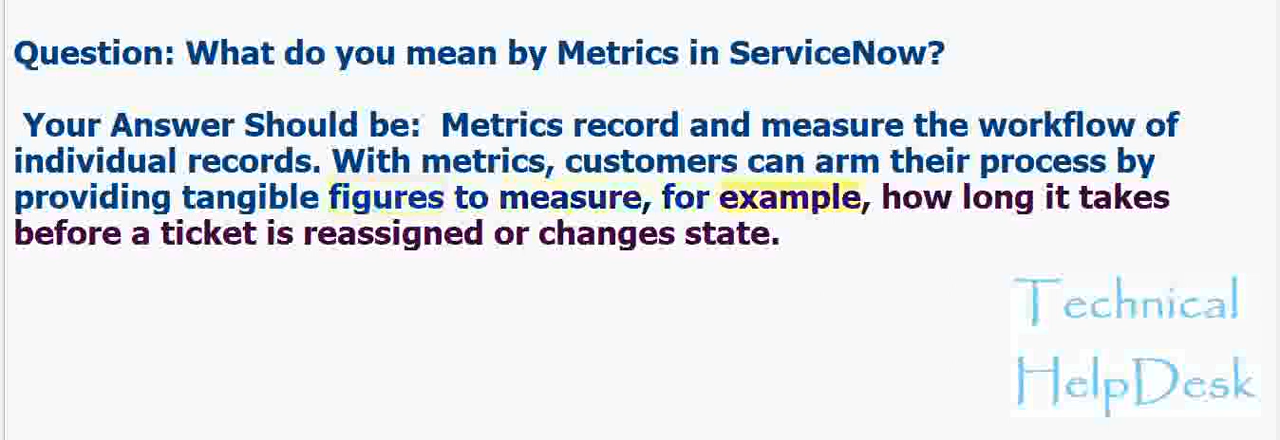 Question: What do you mean by Metrics in ServiceNow?
Your Answer Should be: Metrics record and measure the workflow of
individual records. With metrics, customers can arm their process by
providing tangible figures to measure, for example, how long it takes
before a ticket is reassigned or changes state.
Technical
HelpDesk